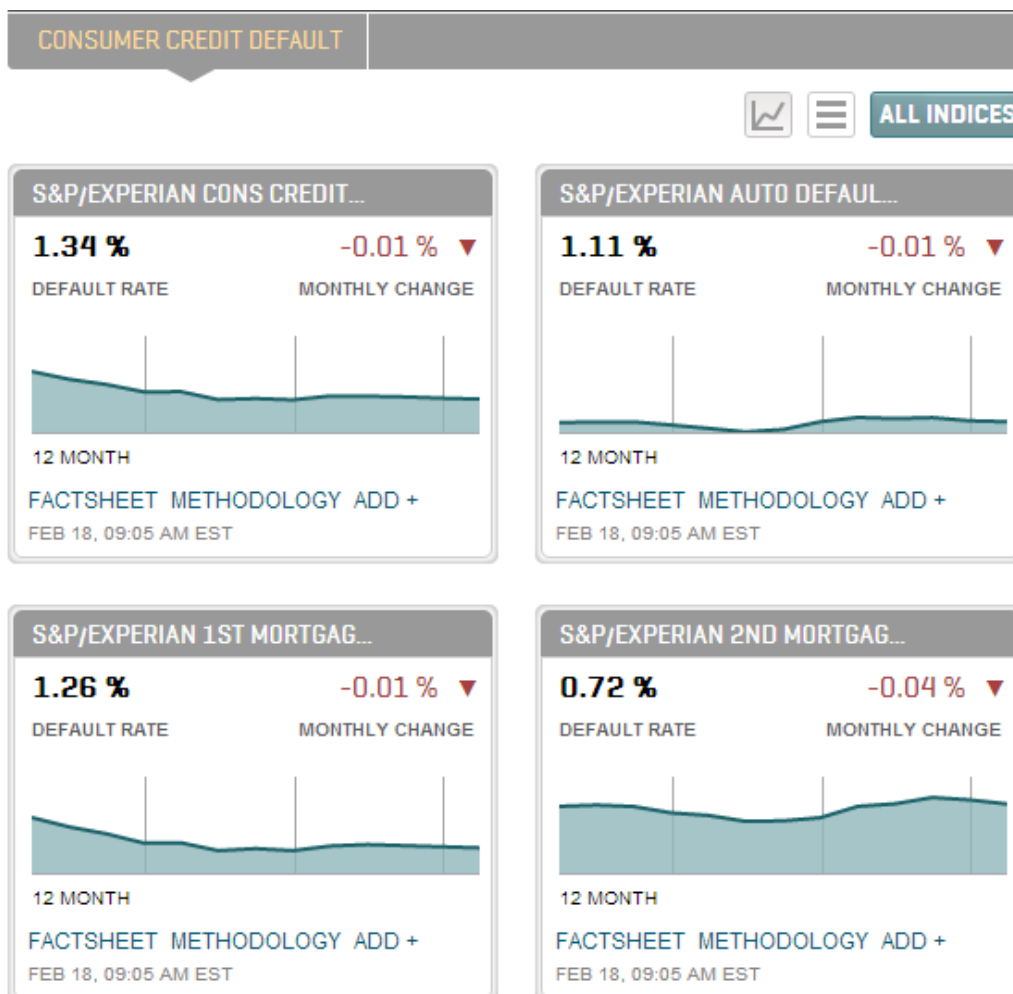 CONSUMER CREDIT DEFAULT
ALL INDICES
S&P/EXPERIAN CONS CREDIT...
1.34 % -0.01 % ▼
DEFAULT RATE MONTHLY CHANGE
12 MONTH
FACTSHEET METHODOLOGY ADD +
FEB 18, 09:05 AM EST
S&P/EXPERIAN AUTO DEFAUL...
1.11 % -0.01 % ▼
DEFAULT RATE MONTHLY CHANGE
12 MONTH
FACTSHEET METHODOLOGY ADD +
FEB 18, 09:05 AM EST
S&P/EXPERIAN 1ST MORTGAG...
1.26 % -0.01 % ▼
DEFAULT RATE MONTHLY CHANGE
12 MONTH
FACTSHEET METHODOLOGY ADD +
FEB 18, 09:05 AM EST
S&P/EXPERIAN 2ND MORTGAG...
0.72 % -0.04 % ▼
DEFAULT RATE MONTHLY CHANGE
12 MONTH
FACTSHEET METHODOLOGY ADD +
FEB 18, 09:05 AM EST